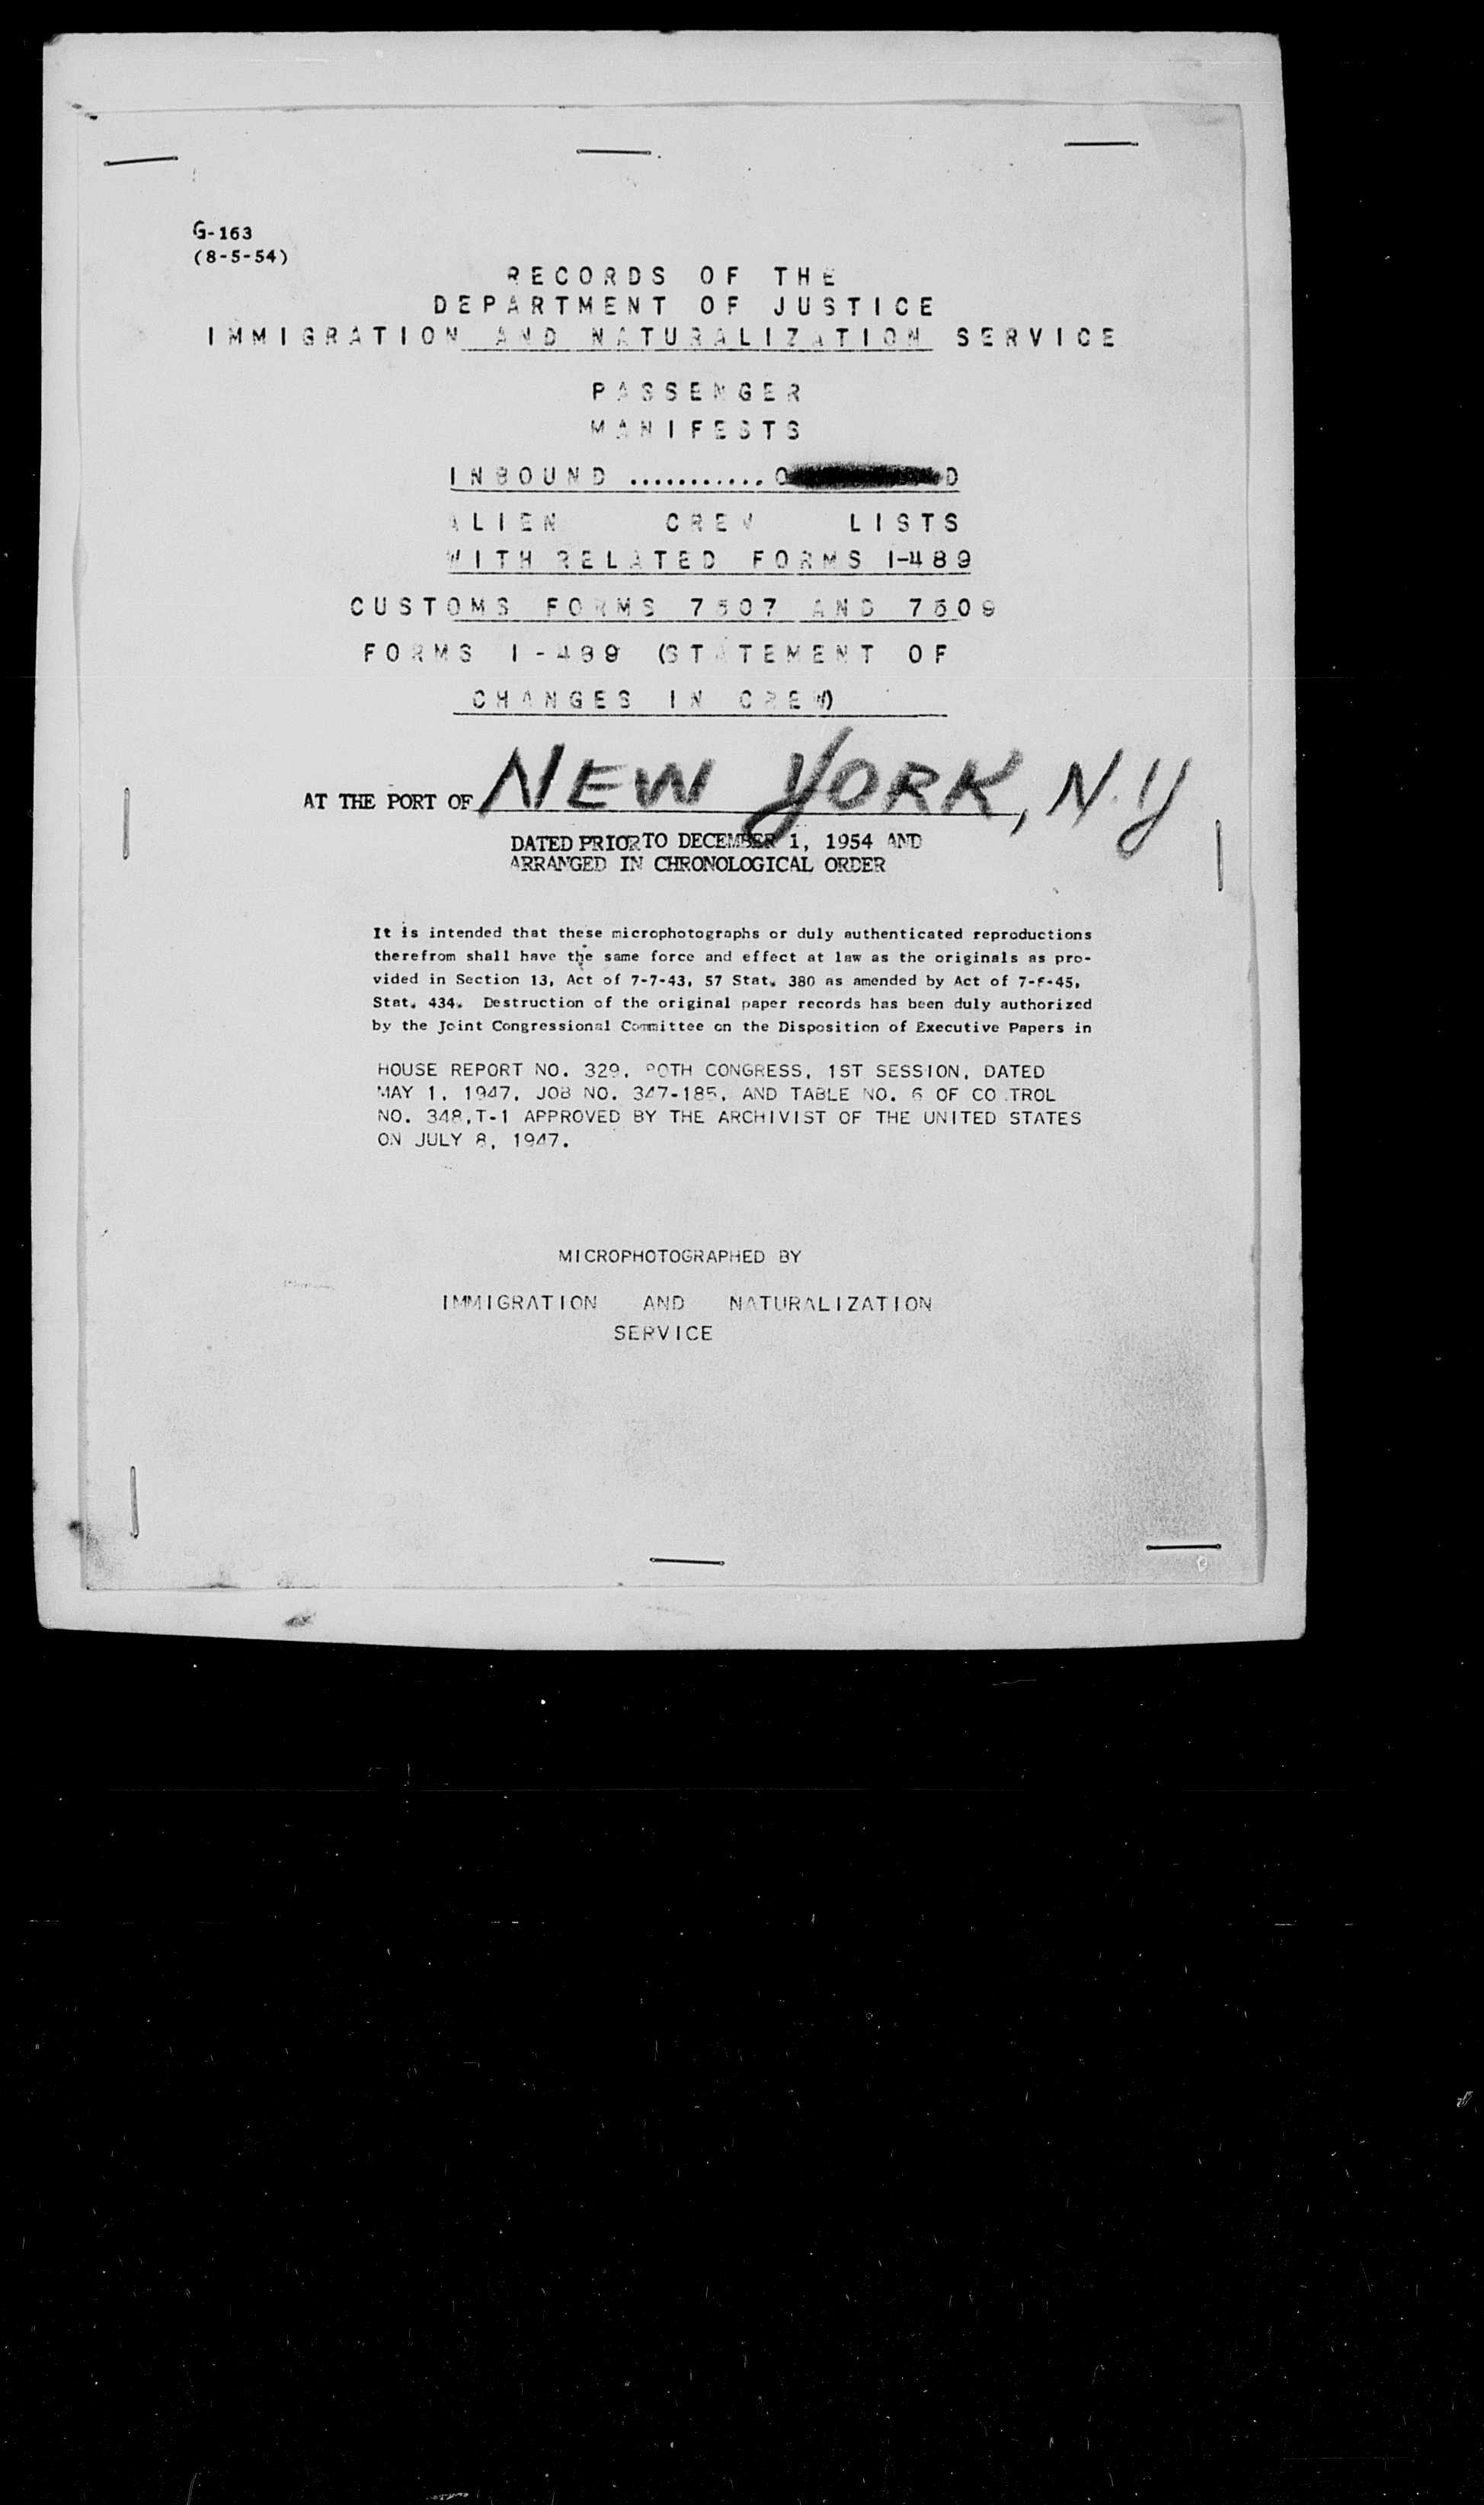 G-163
(8-5-54)
RECORDS OF THE
DEPARTMENT OF JUSTICE
IMMIGRATION AND NATURALIZATION SERVICE
PASSENGER
MANIFESTS
INBOUND ...........
ALIEN CREW LISTS
WITH RELATED FORMS I-489
CUSTOMS FORMS 7507 AND 7509
FORMS I-489 (STATEMENT OF
CHANGES IN CREW)
AT THE PORT OF NEW YORK, N.Y
DATED PRIOR TO DECEMBER 1, 1954 AND
ARRANGED IN CHRONOLOGICAL ORDER
It is intended that these microphotographs or duly authenticated reproductions
therefrom shall have the same force and effect at law as the originals as pro-
vided in Section 13, Act of 7-7-43, 57 Stat. 380 as amended by Act of
Stat. 434. Destruction of the original paper records has been duly authorized
by the Joint Congressional Committee on the Disposition of Executive Papers in
HOUSE REPORT NO. 329, 80TH CONGRESS, 1ST SESSION, DATED
MAY 1, 1947, JOB NO. 347-185, AND TABLE NO. 6 OF CO TROL
NO. 348,T-1 APPROVED BY THE ARCHIVIST OF THE UNITED STATES
ON JULY 8, 1947.
MICROPHOTOGRAPHED BY
IMMIGRATION AND NATURALIZATION
SERVICE